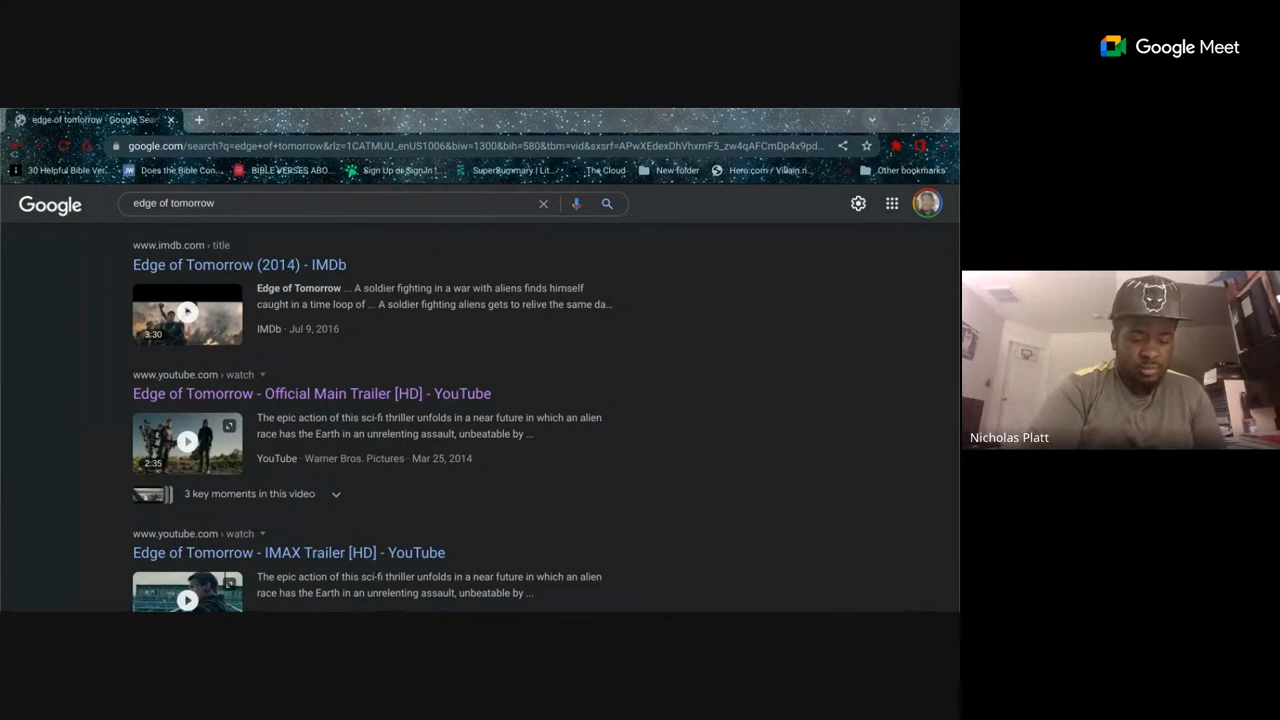 Google Meet
edge of tomorrow - Google Sear
google.com/search?q=edge+of+tomorrow&rlz=1CATMUU_enUS1006&biw=1300&bih=580&tbm=vid&sxsrf=APwXEdexDhVhxmF5_zw4qAFCmDp4x9pd...
30 Helpful Bible Ver... Does the Bible Con... BIBLE VERSES ABO... Sign Up or Sign In |... SuperSummary | Lit... The Cloud New folder Hero.com / Villain.n... Other bookmarks
Google edge of tomorrow
www.imdb.com › title
Edge of Tomorrow (2014) - IMDb
Edge of Tomorrow ... A soldier fighting in a war with aliens finds himself
caught in a time loop of ... A soldier fighting aliens gets to relive the same da...
3:30
IMDb · Jul 9, 2016
www.youtube.com › watch
Edge of Tomorrow - Official Main Trailer [HD] - YouTube
The epic action of this sci-fi thriller unfolds in a near future in which an alien
race has the Earth in an unrelenting assault, unbeatable by ...
2:35
YouTube · Warner Bros. Pictures · Mar 25, 2014
3 key moments in this video
www.youtube.com › watch
Edge of Tomorrow - IMAX Trailer [HD] - YouTube
The epic action of this sci-fi thriller unfolds in a near future in which an alien
race has the Earth in an unrelenting assault, unbeatable by ...
Nicholas Platt